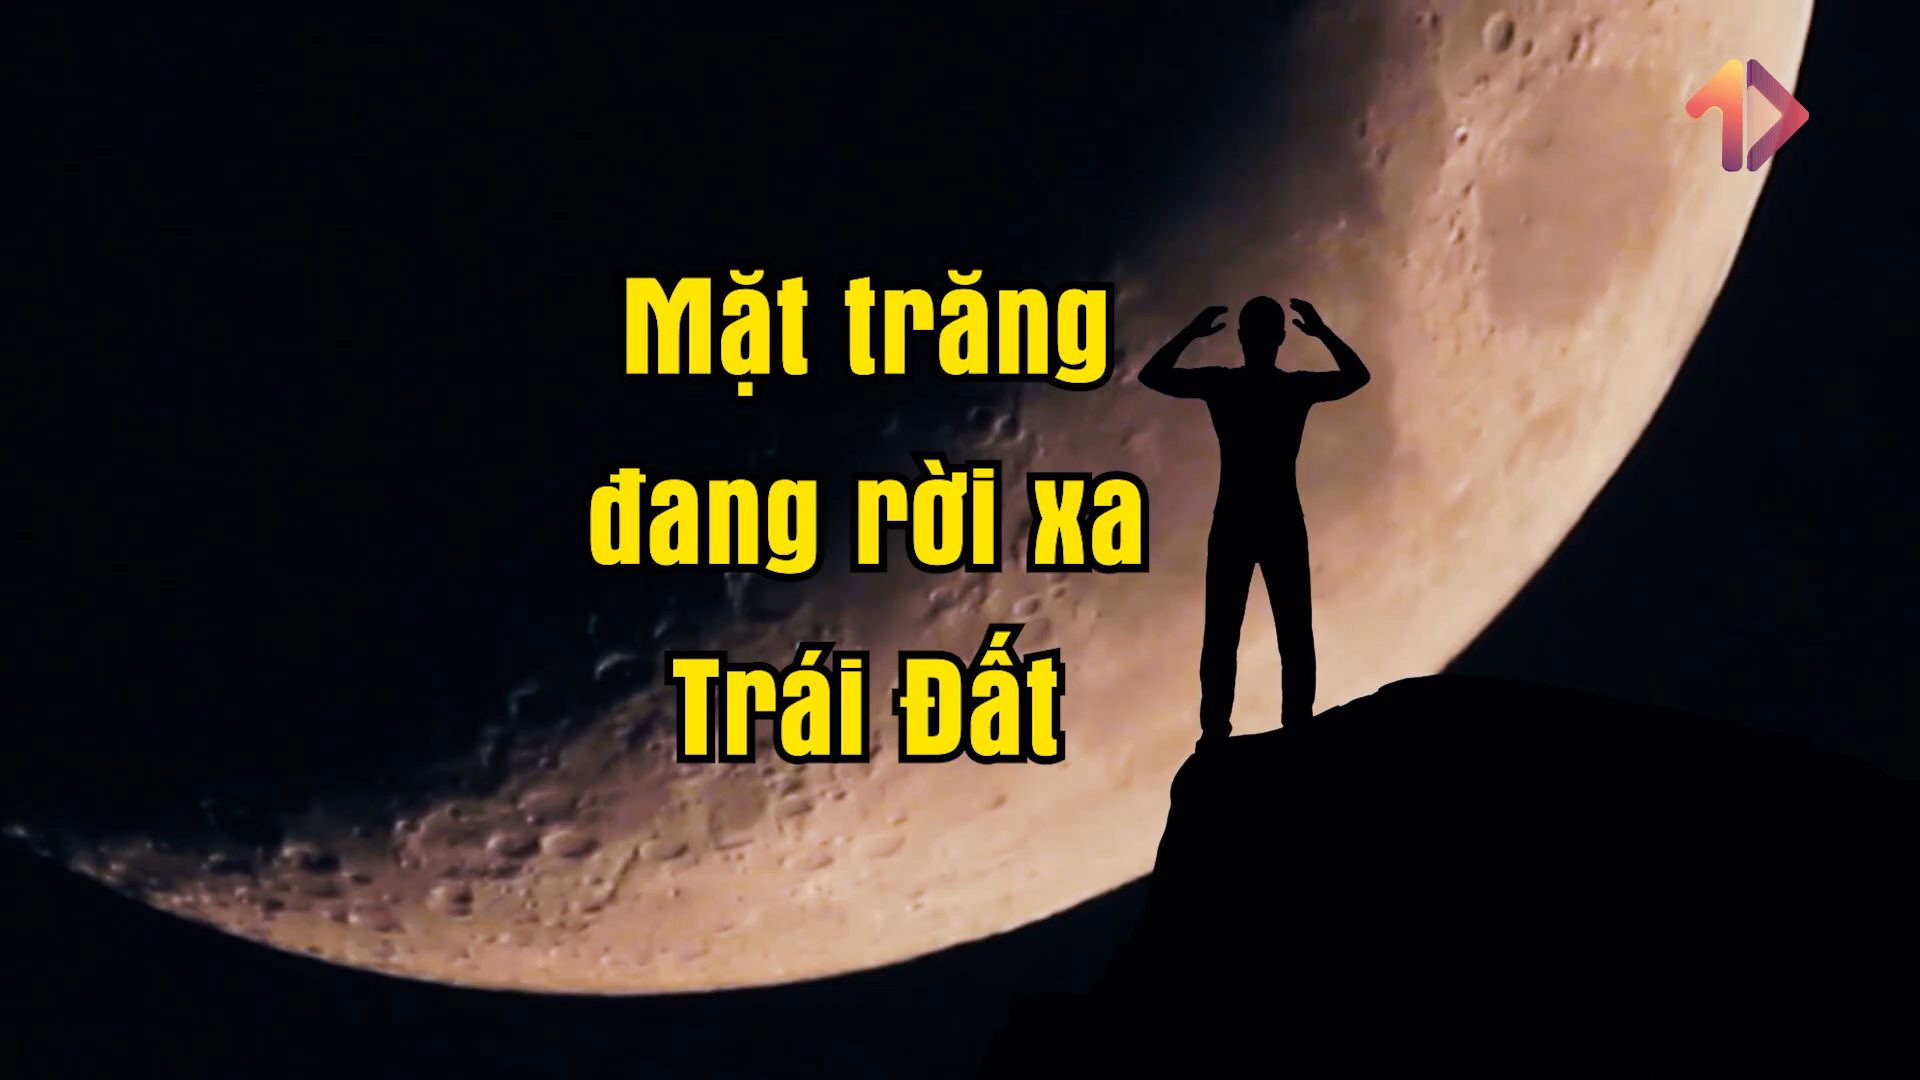 Mặt trăng
đang rời xa
Trái Đất